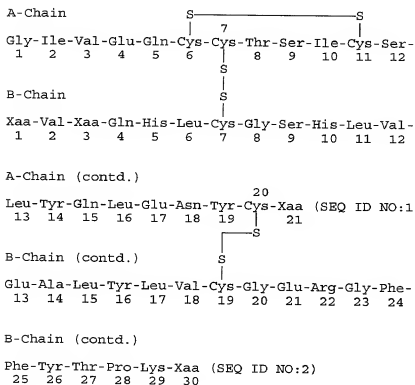 A-Chain
S S
7
Gly-Ile-Val-Glu-Gln-Cys-Cys-Thr-Ser-Ile-Cys-Ser-
1 2 3 4 5 6 8 9 10 11 12
S
S
B-Chain
Xaa-Val-Xaa-Gln-His-Leu-Cys-Gly-Ser-His-Leu-Val-
1 2 3 4 5 6 7 8 9 10 11 12
A-Chain (contd.)
20
Leu-Tyr-Gln-Leu-Glu-Asn-Tyr-Cys-Xaa (SEQ ID NO:1
13 14 15 16 17 18 19 21
S
S
B-Chain (contd.)
Glu-Ala-Leu-Tyr-Leu-Val-Cys-Gly-Glu-Arg-Gly-Phe-
13 14 15 16 17 18 19 20 21 22 23 24
B-Chain (contd.)
Phe-Tyr-Thr-Pro-Lys-Xaa (SEQ ID NO:2)
25 26 27 28 29 30